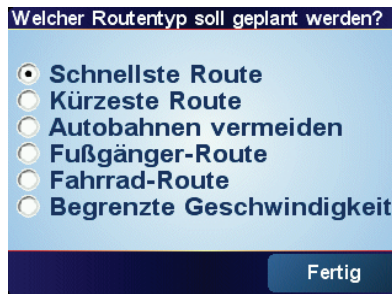 Welcher Routentyp soll geplant werden?
Schnellste Route
Kürzeste Route
Autobahnen vermeiden
Fußgänger-Route
Fahrrad-Route
Begrenzte Geschwindigkeit
Fertig